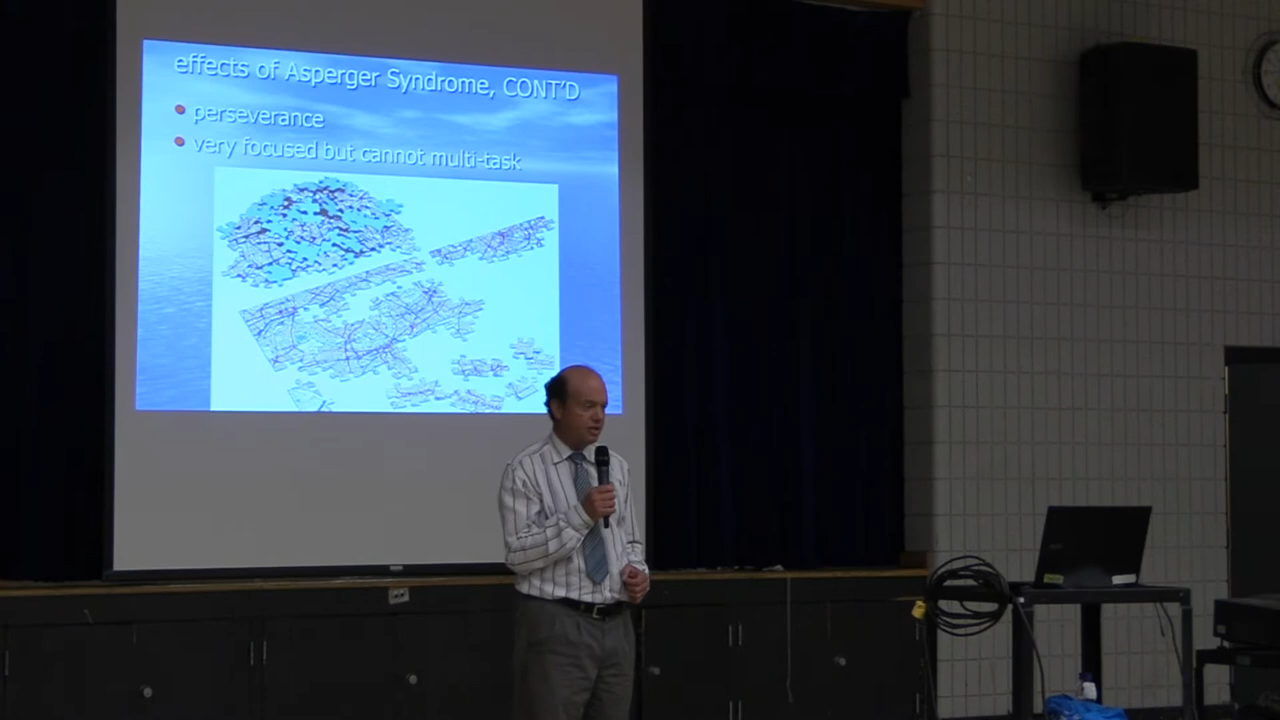 effects of Asperger Syndrome, CONT'D
perseverance
very focused but cannot multi-task